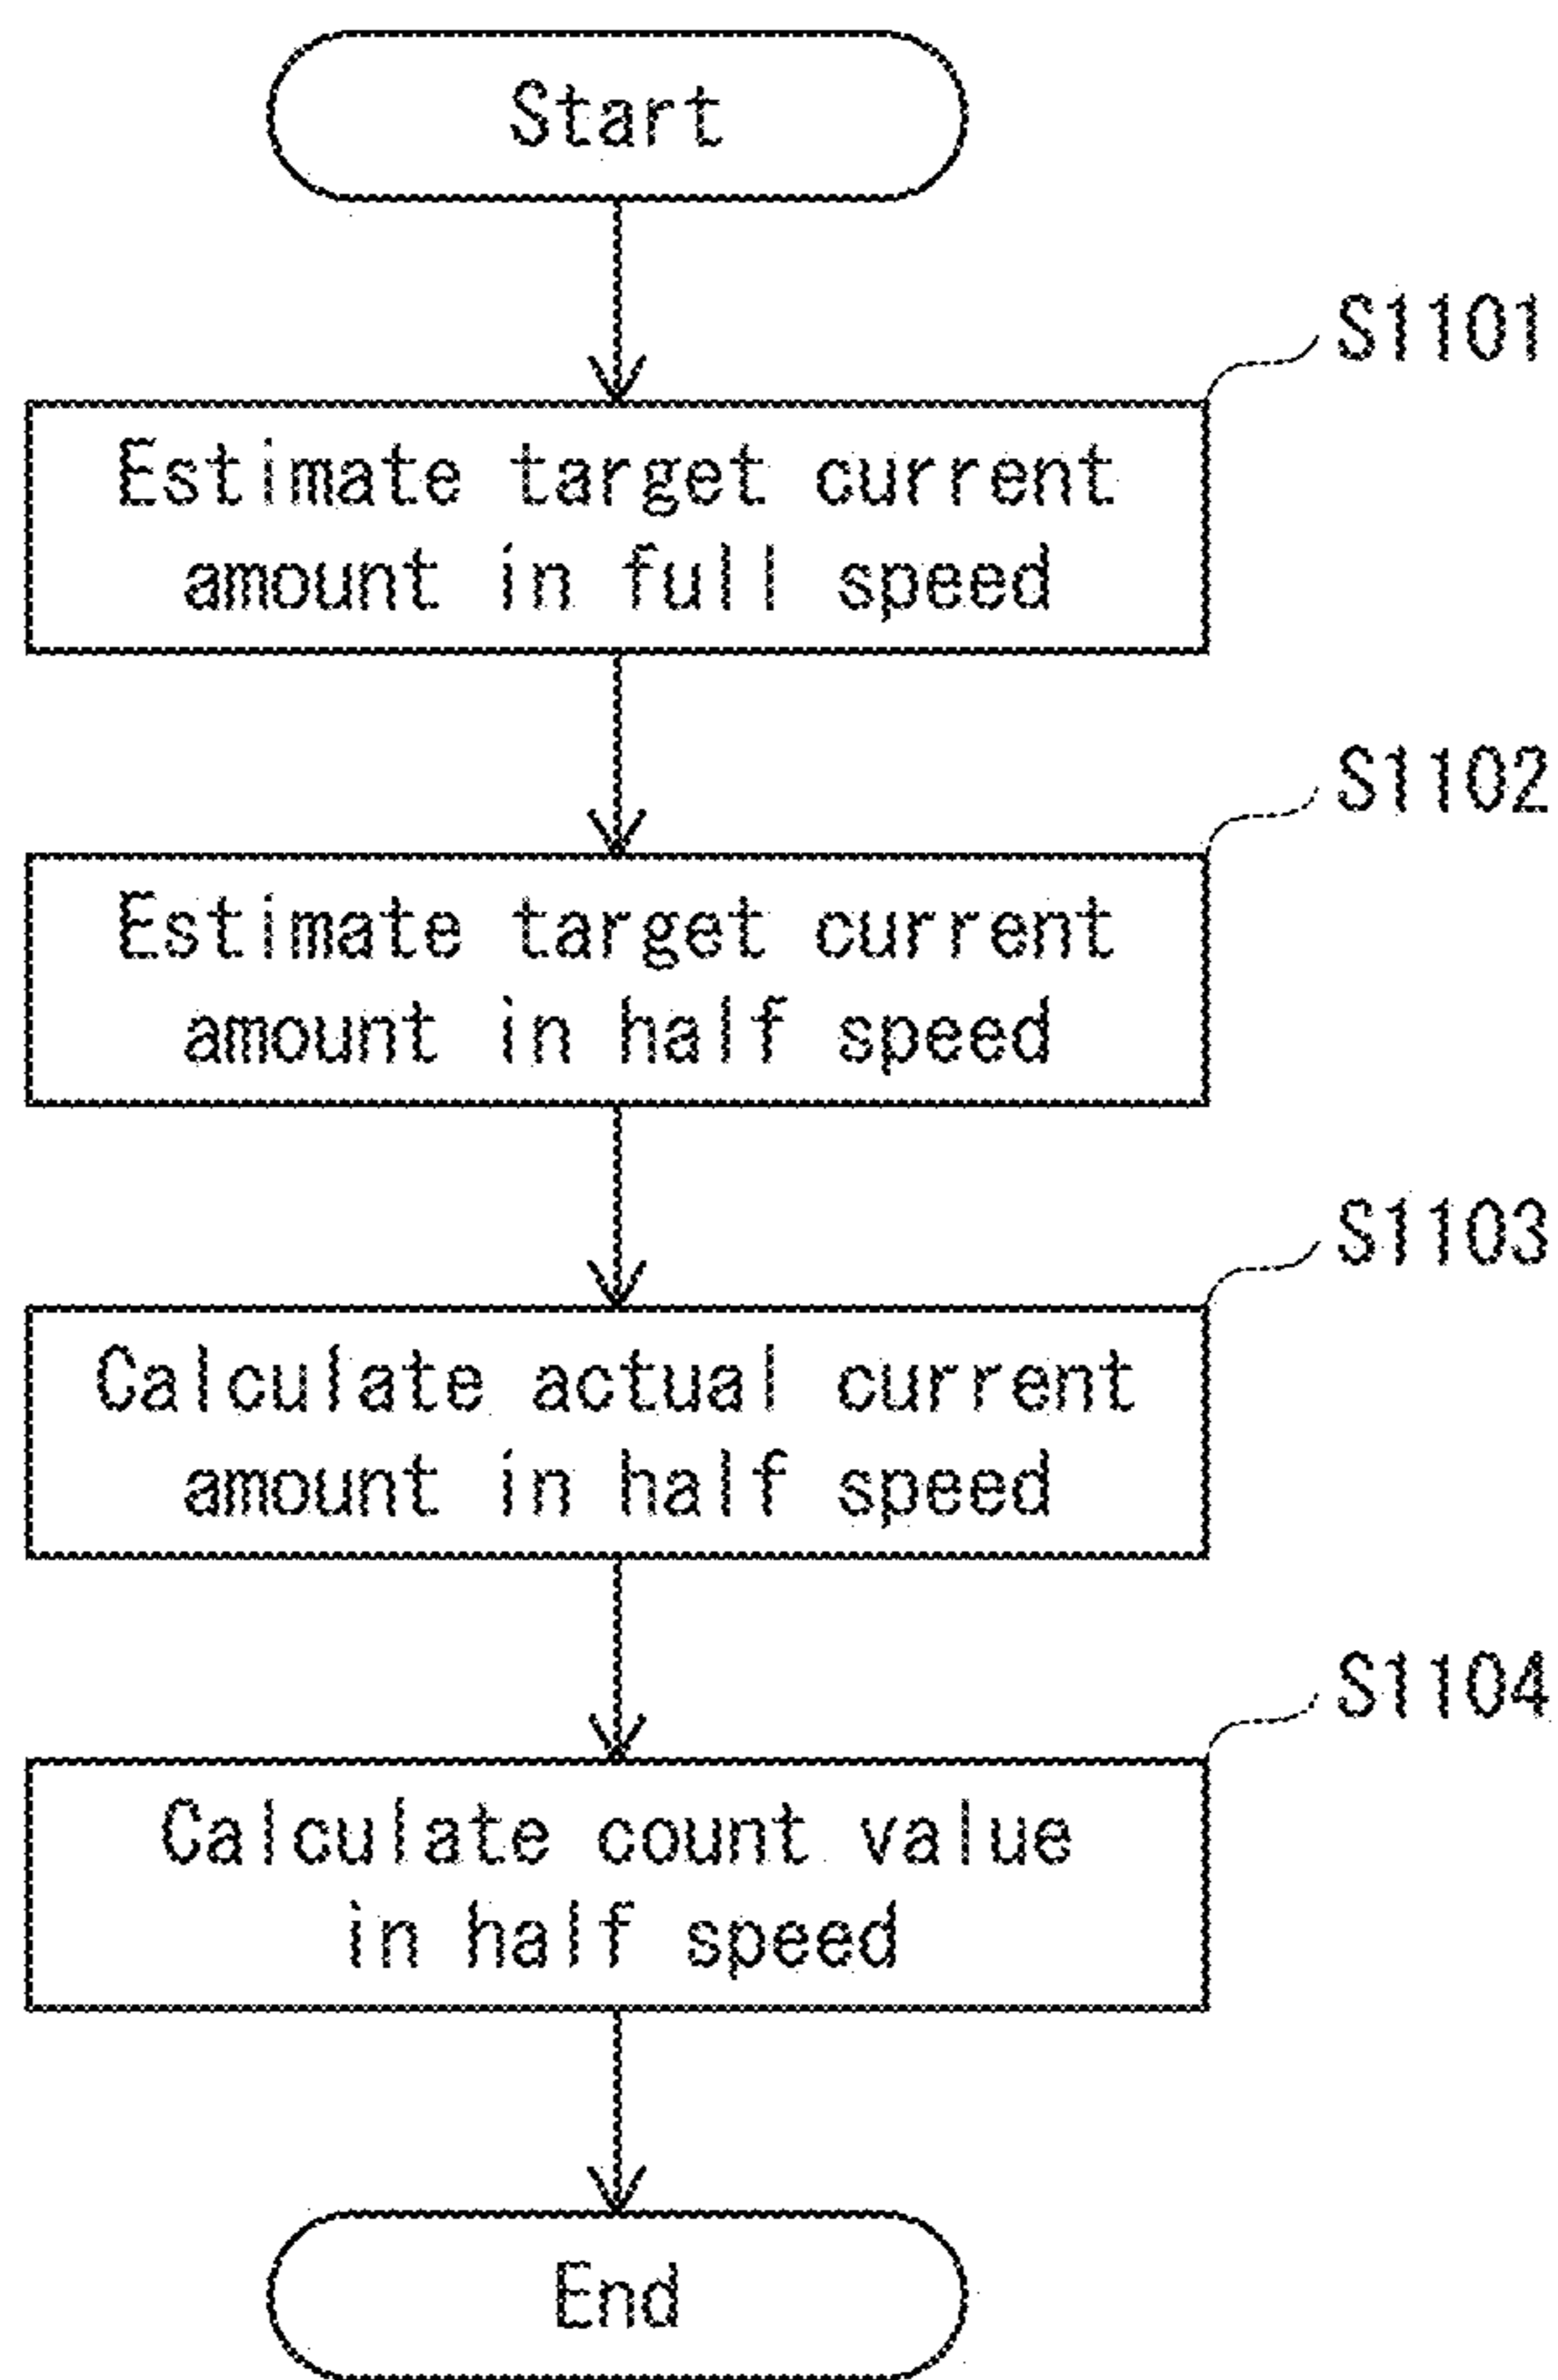 Start
S1101
Estimate target current
amount in full speed
S1102
Estimate target current
amount in half speed
S1103
Calculate actual current
amount in half speed
S1104
Calculate count value
in half speed
End